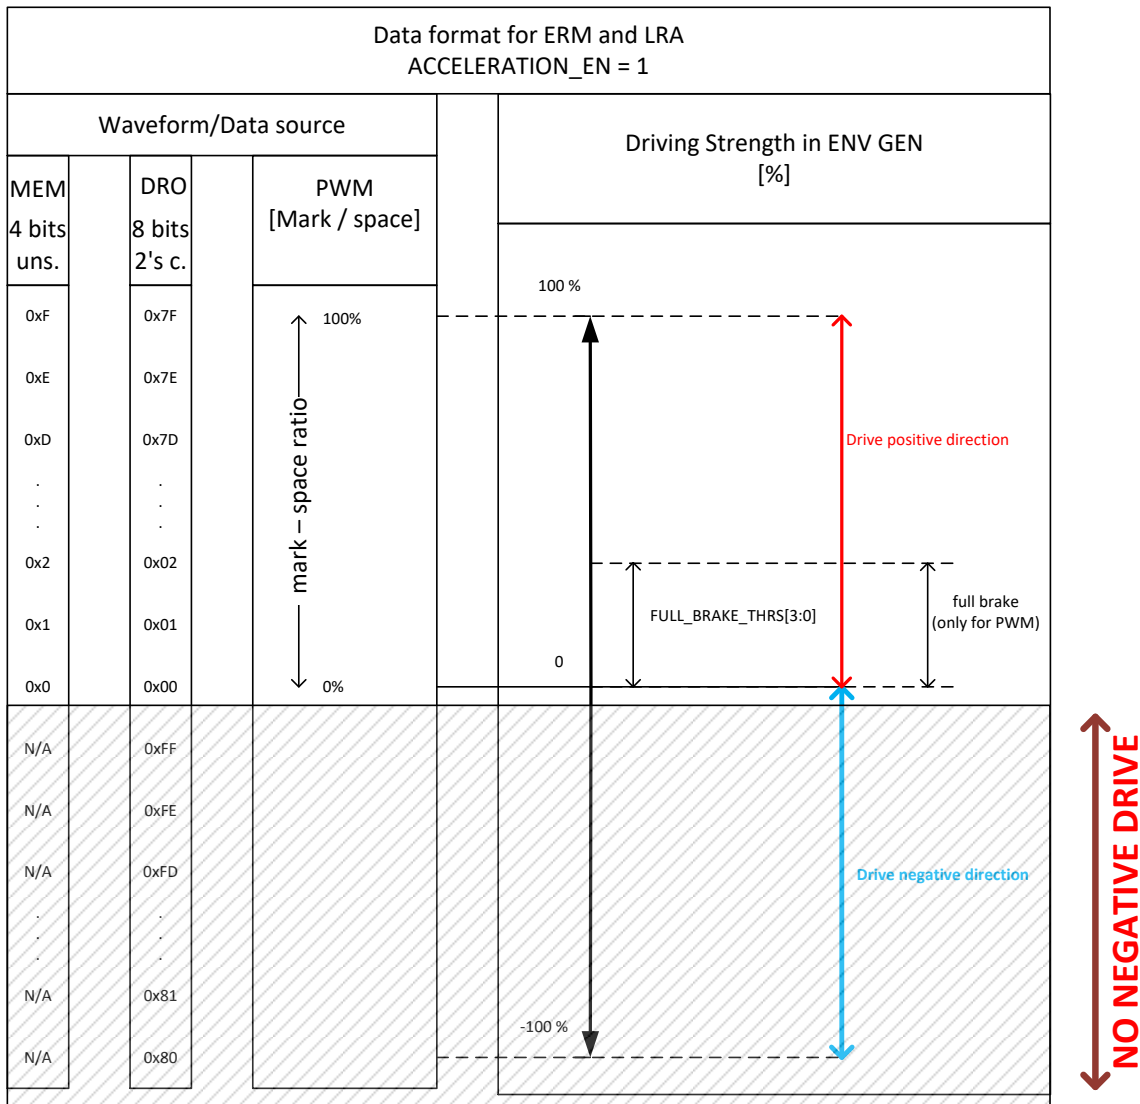 Data format for ERM and LRA
ACCELERATION_EN = 1
Waveform/Data source
Driving Strength in ENV GEN
[%]
MEM
4 bits
uns.
DRO
8 bits
2's c.
PWM
[Mark / space]
100 %
0xF 0x7F 100%
0xE 0x7E
0xD 0x7D Drive positive direction
. .
. .
. .
mark – space ratio
0x2 0x02
FULL_BRAKE_THRS[3:0]
full brake
(only for PWM)
0x1 0x01
0
0x0 0x00 0%
N/A 0xFF
N/A 0xFE
N/A 0xFD Drive negative direction
. .
. .
. .
N/A 0x81
-100 %
N/A 0x80
NO NEGATIVE DRIVE